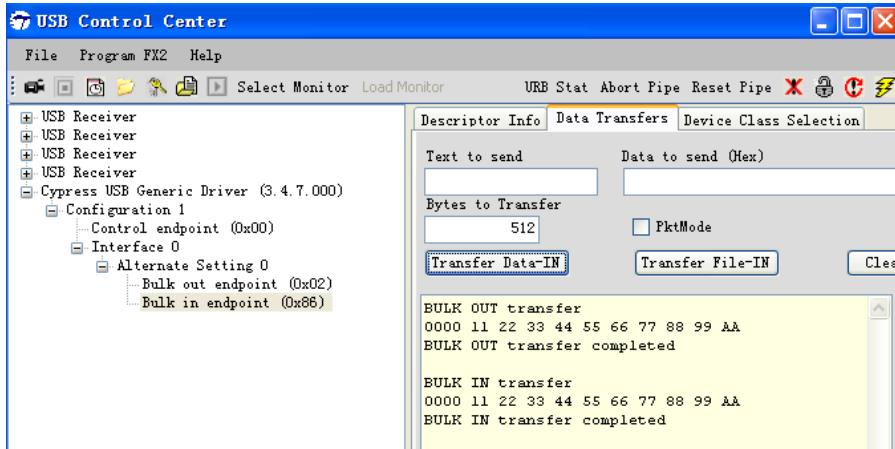 USB Control Center
File Program FX2 Help
Select Monitor Load Monitor URB Stat Abort Pipe Reset Pipe
USB Receiver
USB Receiver
USB Receiver
USB Receiver
Cypress USB Generic Driver (3.4.7.000)
Configuration 1
Control endpoint (0x00)
Interface 0
Alternate Setting 0
Bulk out endpoint (0x02)
Bulk in endpoint (0x86)
Descriptor Info Data Transfers Device Class Selection
Text to send Data to send (Hex)
Bytes to Transfer
512 PktMode
Transfer Data-IN Transfer File-IN Clea
BULK OUT transfer
0000 11 22 33 44 55 66 77 88 99 AA
BULK OUT transfer completed
BULK IN transfer
0000 11 22 33 44 55 66 77 88 99 AA
BULK IN transfer completed